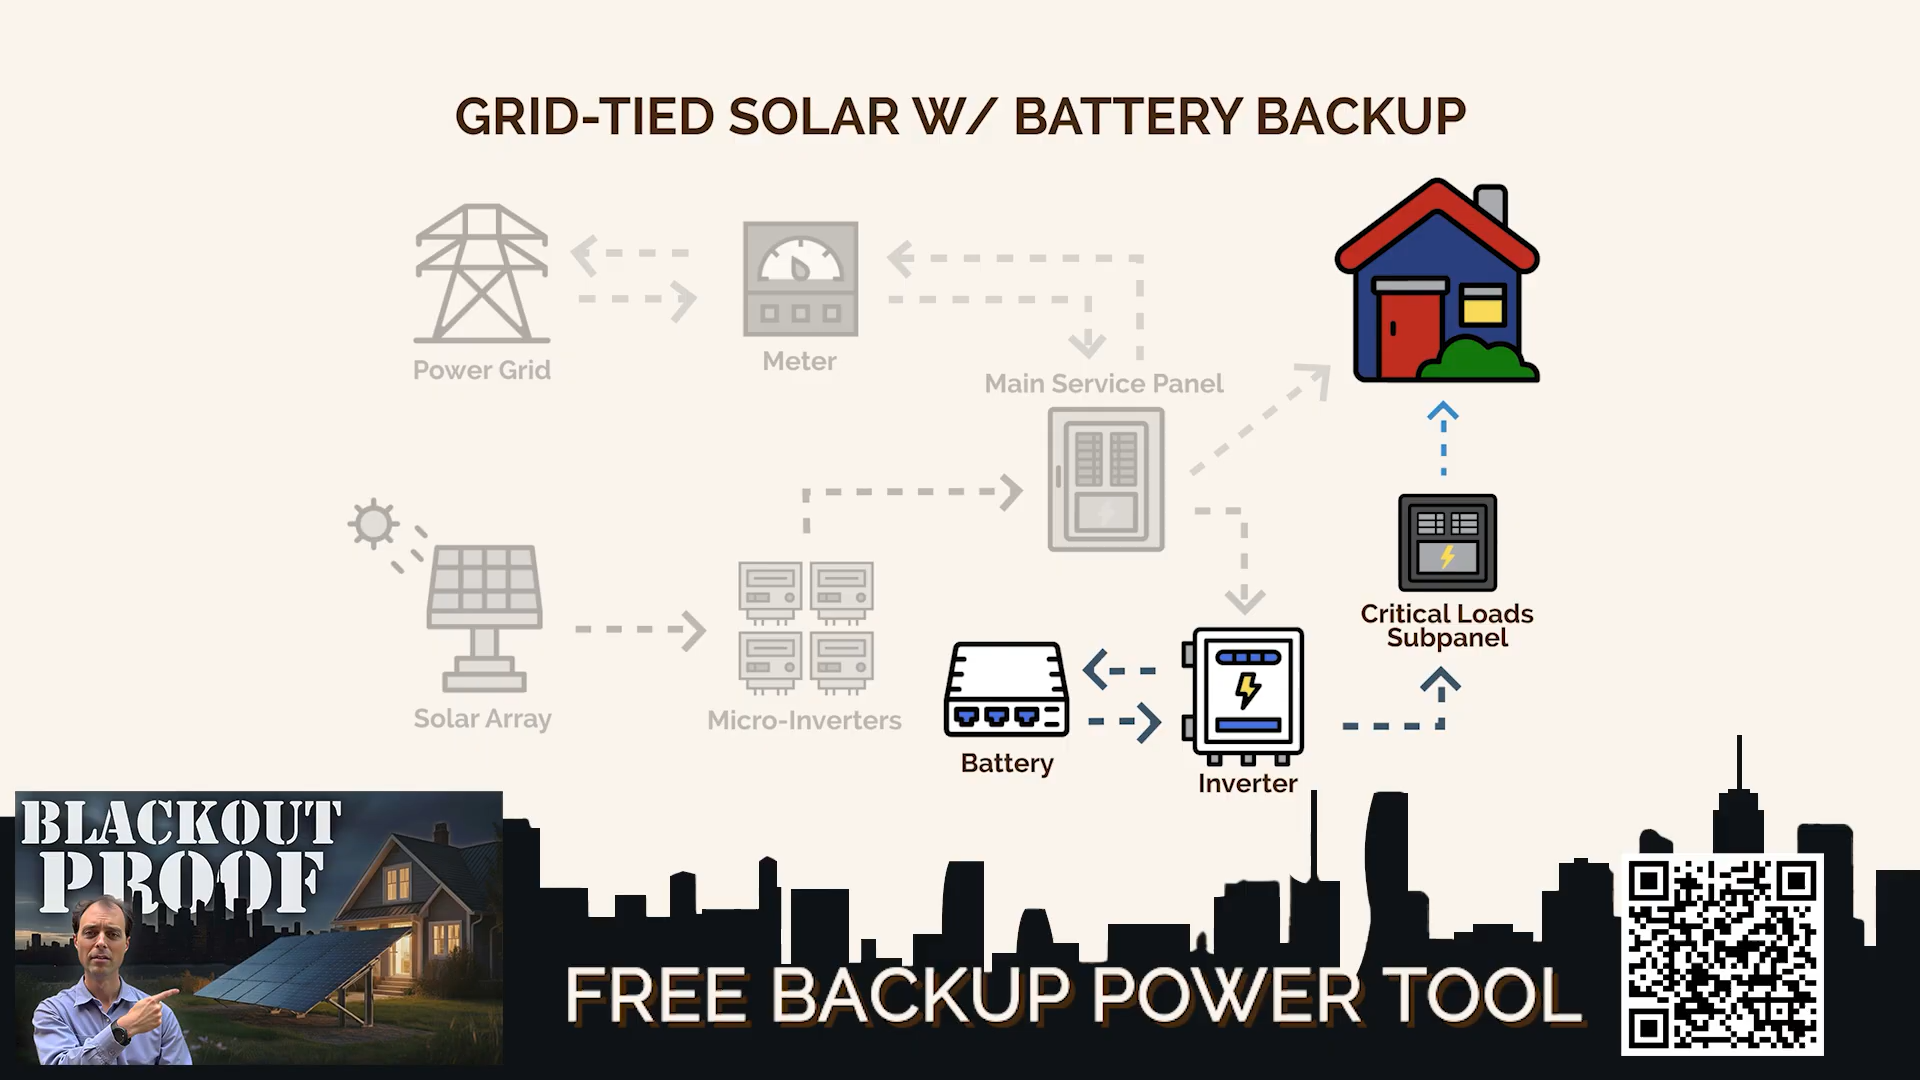 GRID-TIED SOLAR W/ BATTERY BACKUP
Power Grid
Meter
Main Service Panel
Critical Loads
Subpanel
Solar Array
Micro-Inverters
Battery
Inverter
BLACKOUT
PROOF
FREE BACKUP POWER TOOL